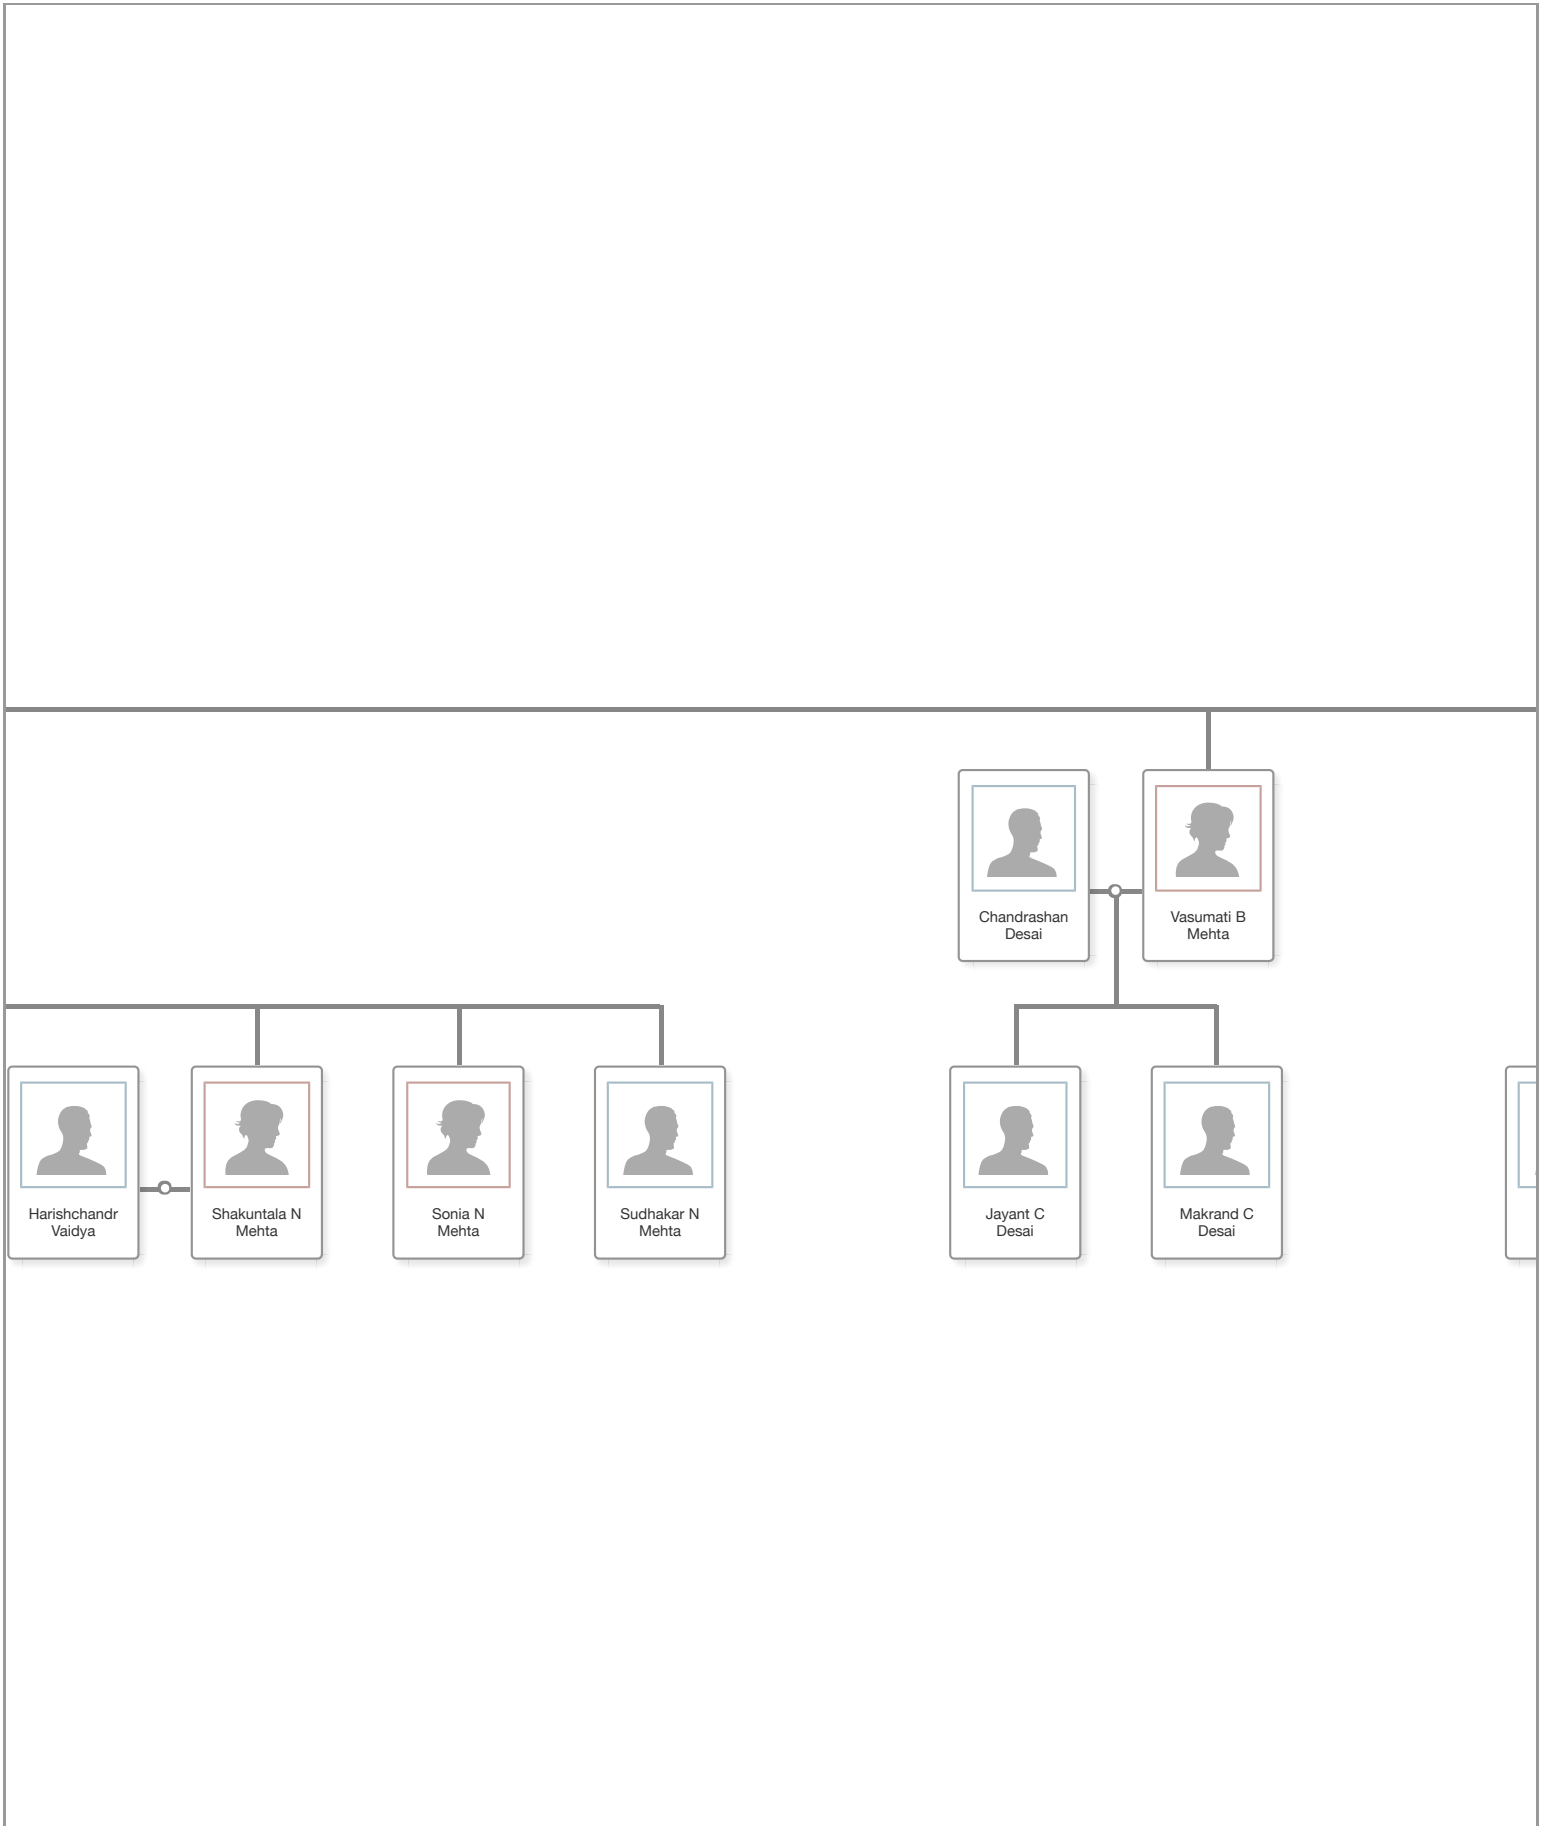 Chandrashan
Desai
Vasumati B
Mehta
Harishchandr
Vaidya
Shakuntala N
Mehta
Sonia N
Mehta
Sudhakar N
Mehta
Jayant C
Desai
Makrand C
Desai